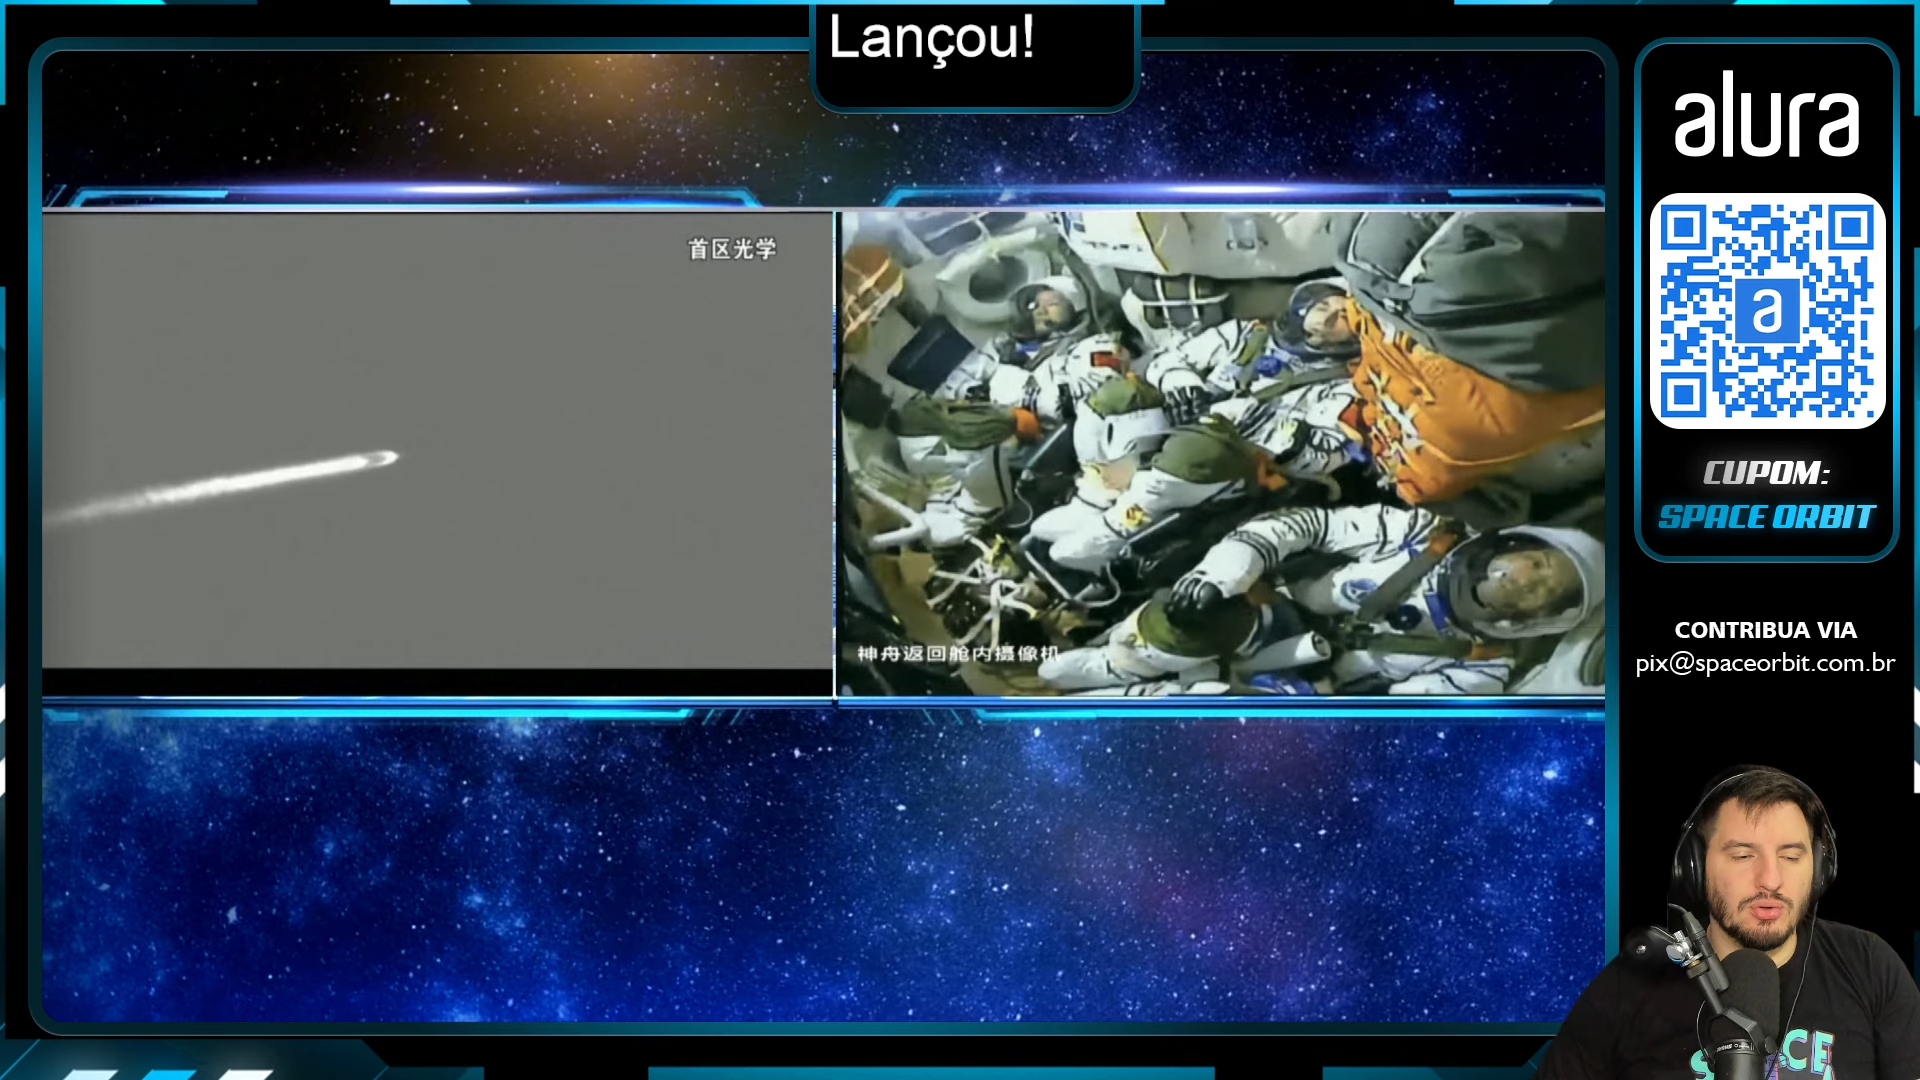 Lançou!
首区光学
神舟返回舱内摄像机
alura
a
CUPOM:
SPACE ORBIT
CONTRIBUA VIA
pix@spaceorbit.com.br